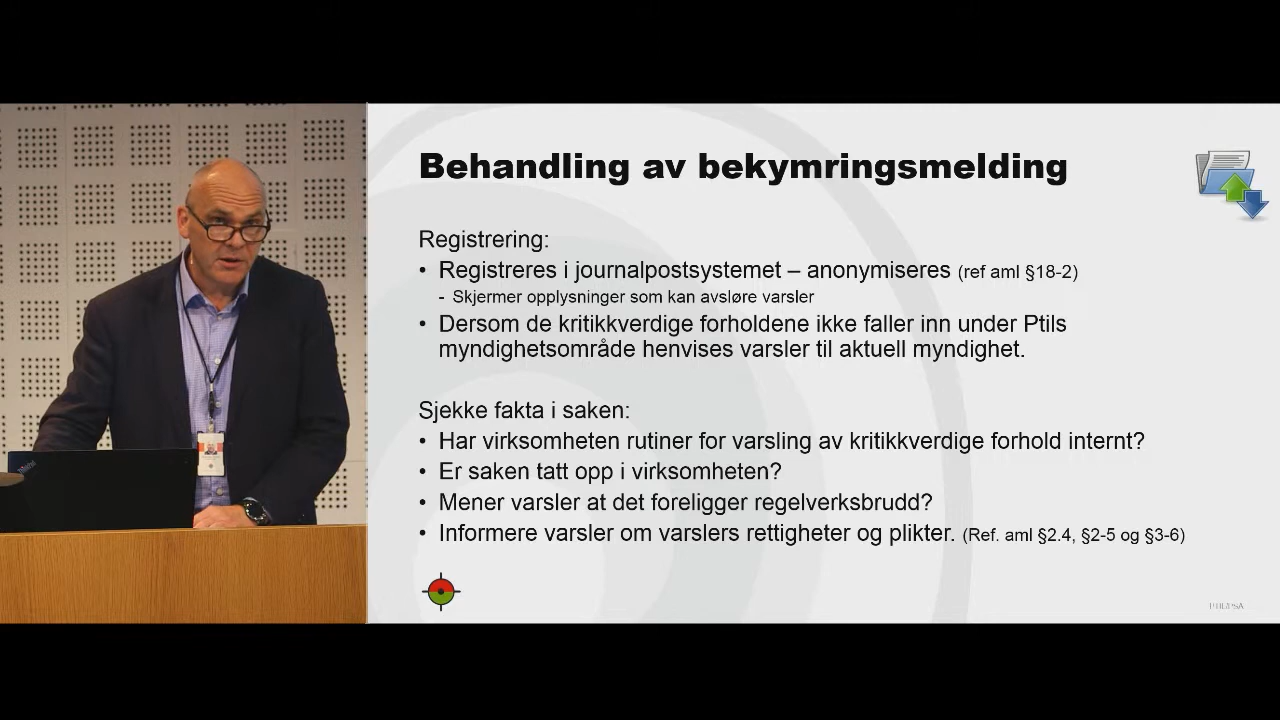 Behandling av bekymringsmelding
Registrering:
• Registreres i journalpostsystemet – anonymiseres (ref aml §18-2)
- Skjermer opplysninger som kan avsløre varsler
• Dersom de kritikkverdige forholdene ikke faller inn under Ptils
myndighetsområde henvises varsler til aktuell myndighet.
Sjekke fakta i saken:
• Har virksomheten rutiner for varsling av kritikkverdige forhold internt?
• Er saken tatt opp i virksomheten?
• Mener varsler at det foreligger regelverksbrudd?
• Informere varsler om varslers rettigheter og plikter. (Ref. aml §2.4, §2-5 og §3-6)